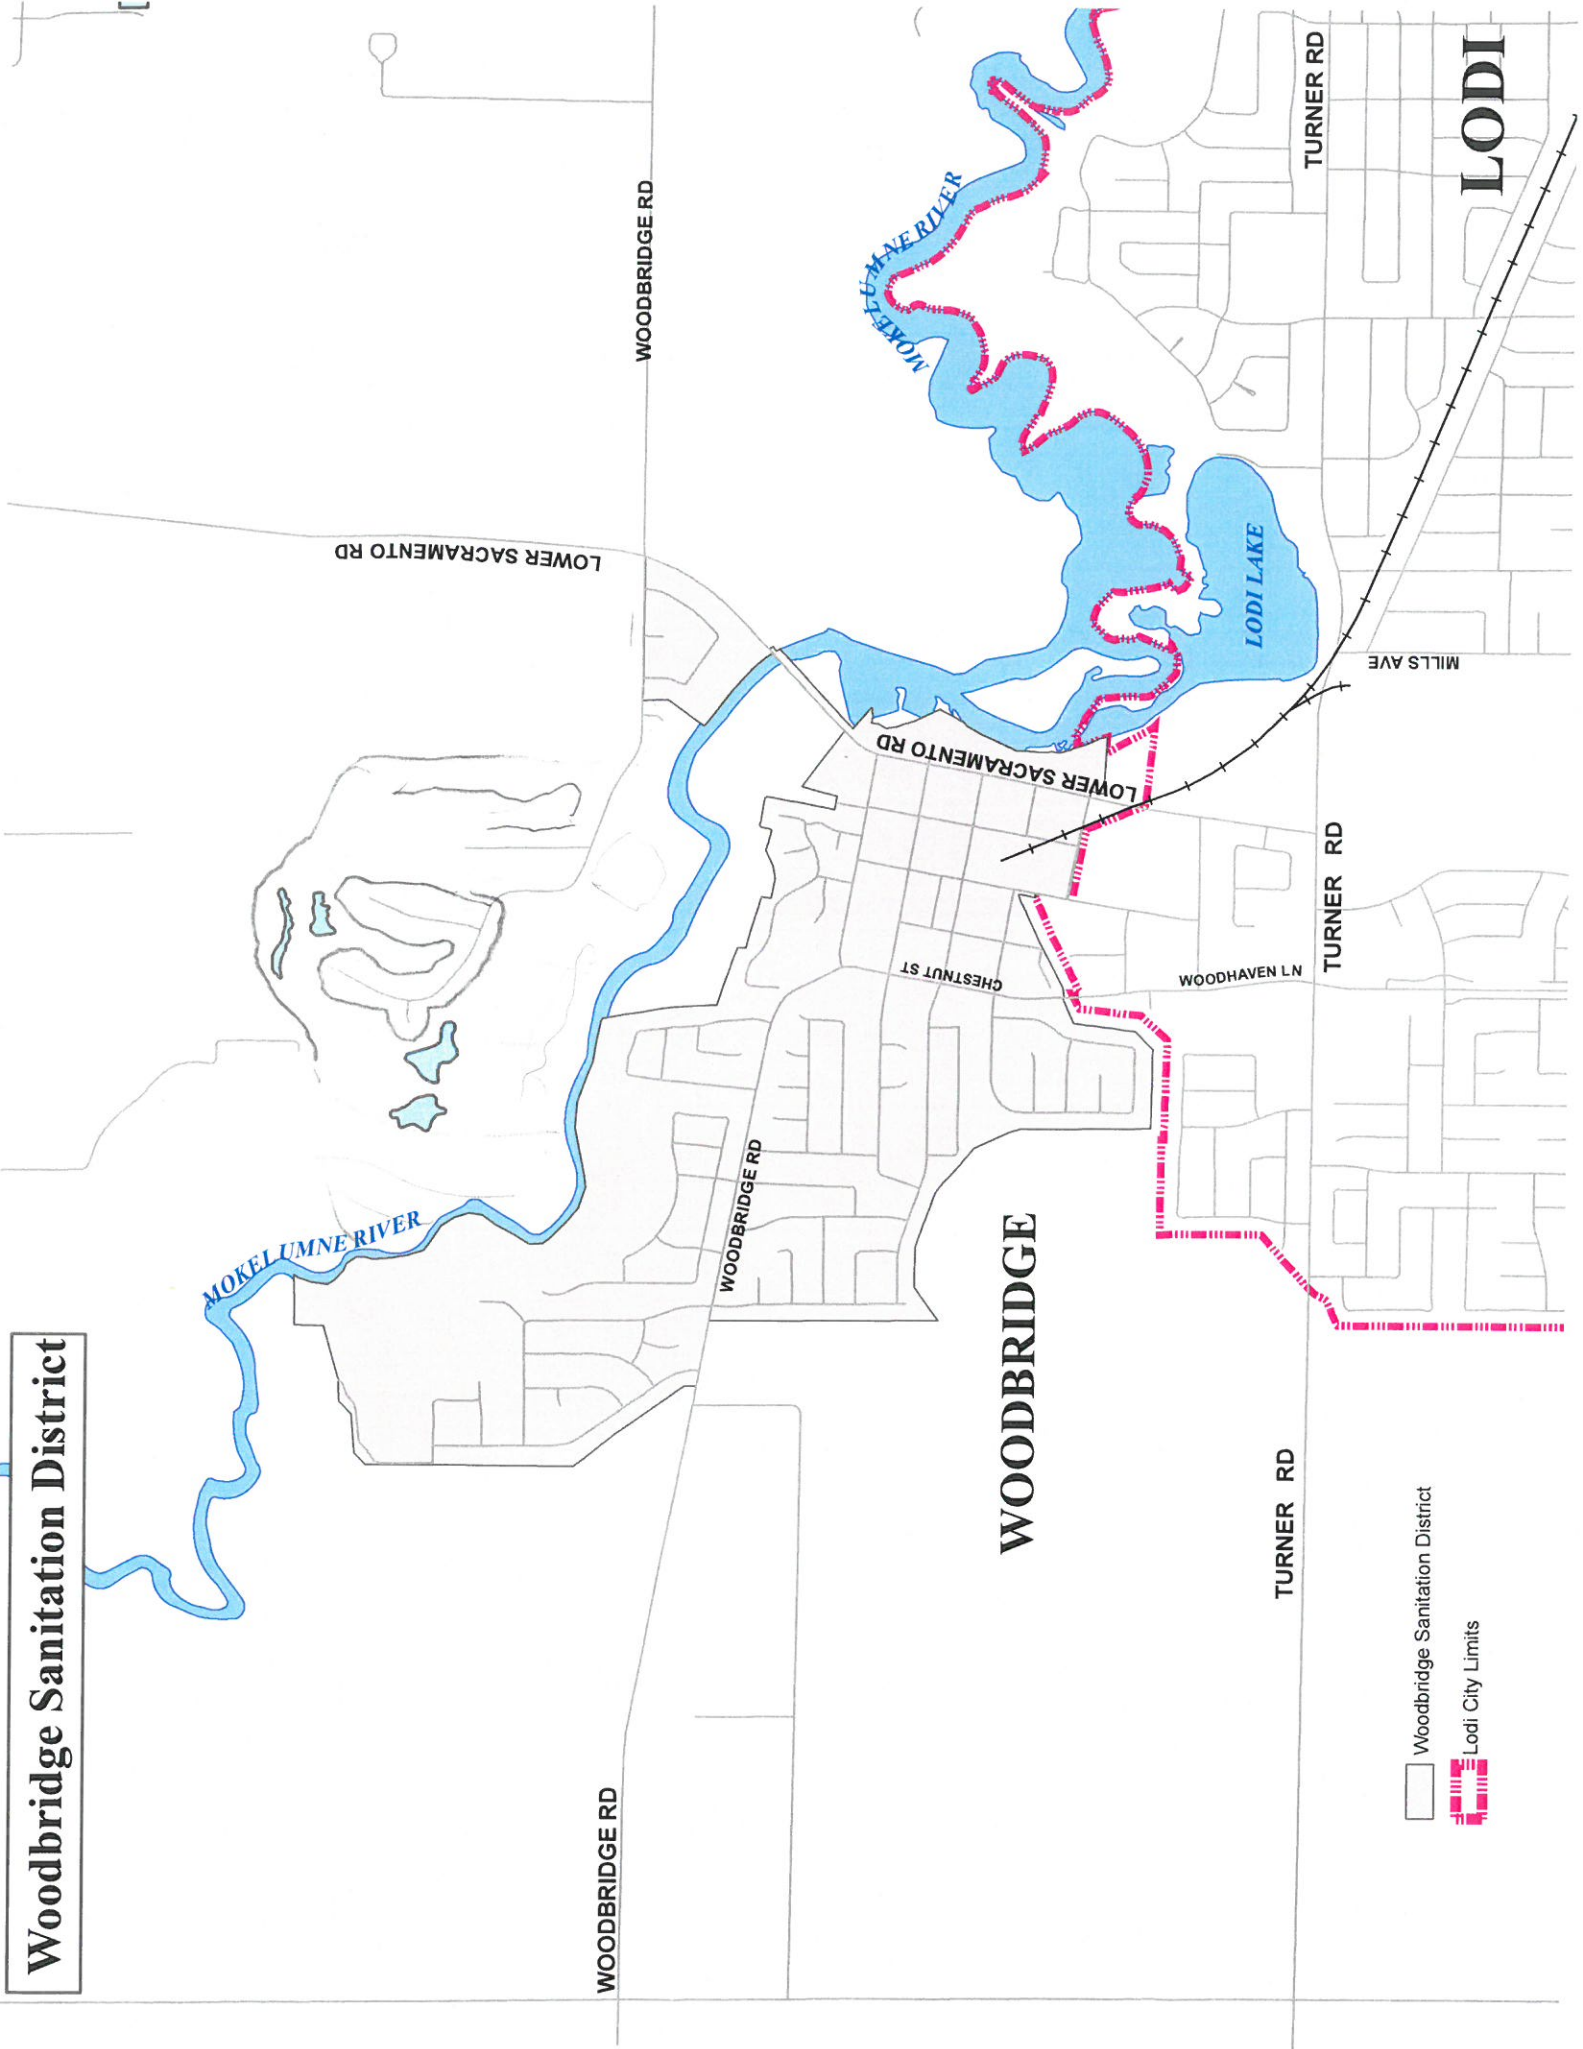 Woodbridge Sanitation District
MOKELUMNE RIVER
WOODBRIDGE RD
WOODBRIDGE RD
WOODBRIDGE RD
LOWER SACRAMENTO RD
LOWER SACRAMENTO RD
MOKELUMNE RIVER
CHESTNUT ST
WOODBRIDGE
WOODHAVEN LN
LODI LAKE
TURNER RD
TURNER RD
TURNER RD
MILLS AVE
LODI
Woodbridge Sanitation District
Lodi City Limits